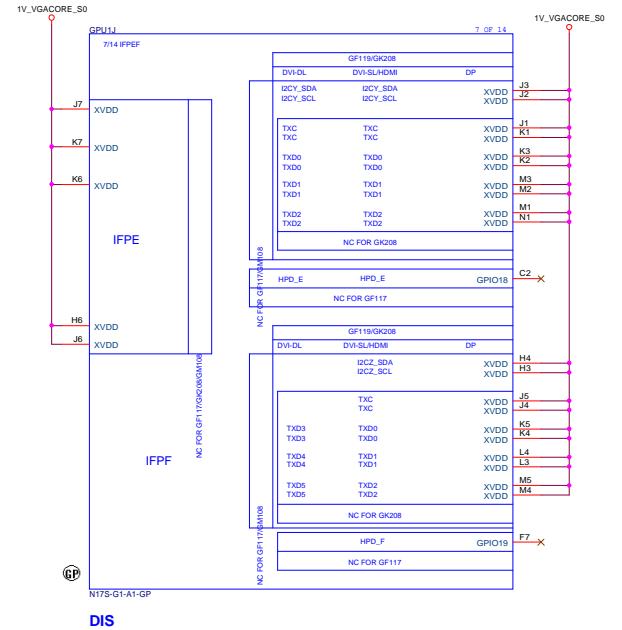 1V_VGACORE_S0
1V_VGACORE_S0
GPU1J
7 OF 14
7/14 IFPEF
GF119/GK208
DVI-DL DVI-SL/HDMI DP
I2CY_SDA I2CY_SDA XVDD J3
I2CY_SCL I2CY_SCL XVDD J2
J7 XVDD
TXC TXC XVDD J1
TXC TXC XVDD K1
K7 XVDD
TXD0 TXD0 XVDD K3
TXD0 TXD0 XVDD K2
K6 XVDD
TXD1 TXD1 XVDD M3
TXD1 TXD1 XVDD M2
TXD2 TXD2 XVDD M1
TXD2 TXD2 XVDD N1
IFPE
NC FOR GK208
NC FOR GF117/GM108
HPD_E HPD_E GPIO18 C2
NC FOR GF117
H6 XVDD
J6 XVDD
GF119/GK208
DVI-DL DVI-SL/HDMI DP
I2CZ_SDA XVDD H4
I2CZ_SCL XVDD H3
NC FOR GF117/GK208/GM108
TXC XVDD J5
TXC XVDD J4
TXD3 TXD0 XVDD K5
TXD3 TXD0 XVDD K4
IFPF
TXD4 TXD1 XVDD L4
TXD4 TXD1 XVDD L3
TXD5 TXD2 XVDD M5
TXD5 TXD2 XVDD M4
NC FOR GK208
NC FOR GF117/GM108
HPD_F GPIO19 F7
NC FOR GF117
GP
N17S-G1-A1-GP
DIS